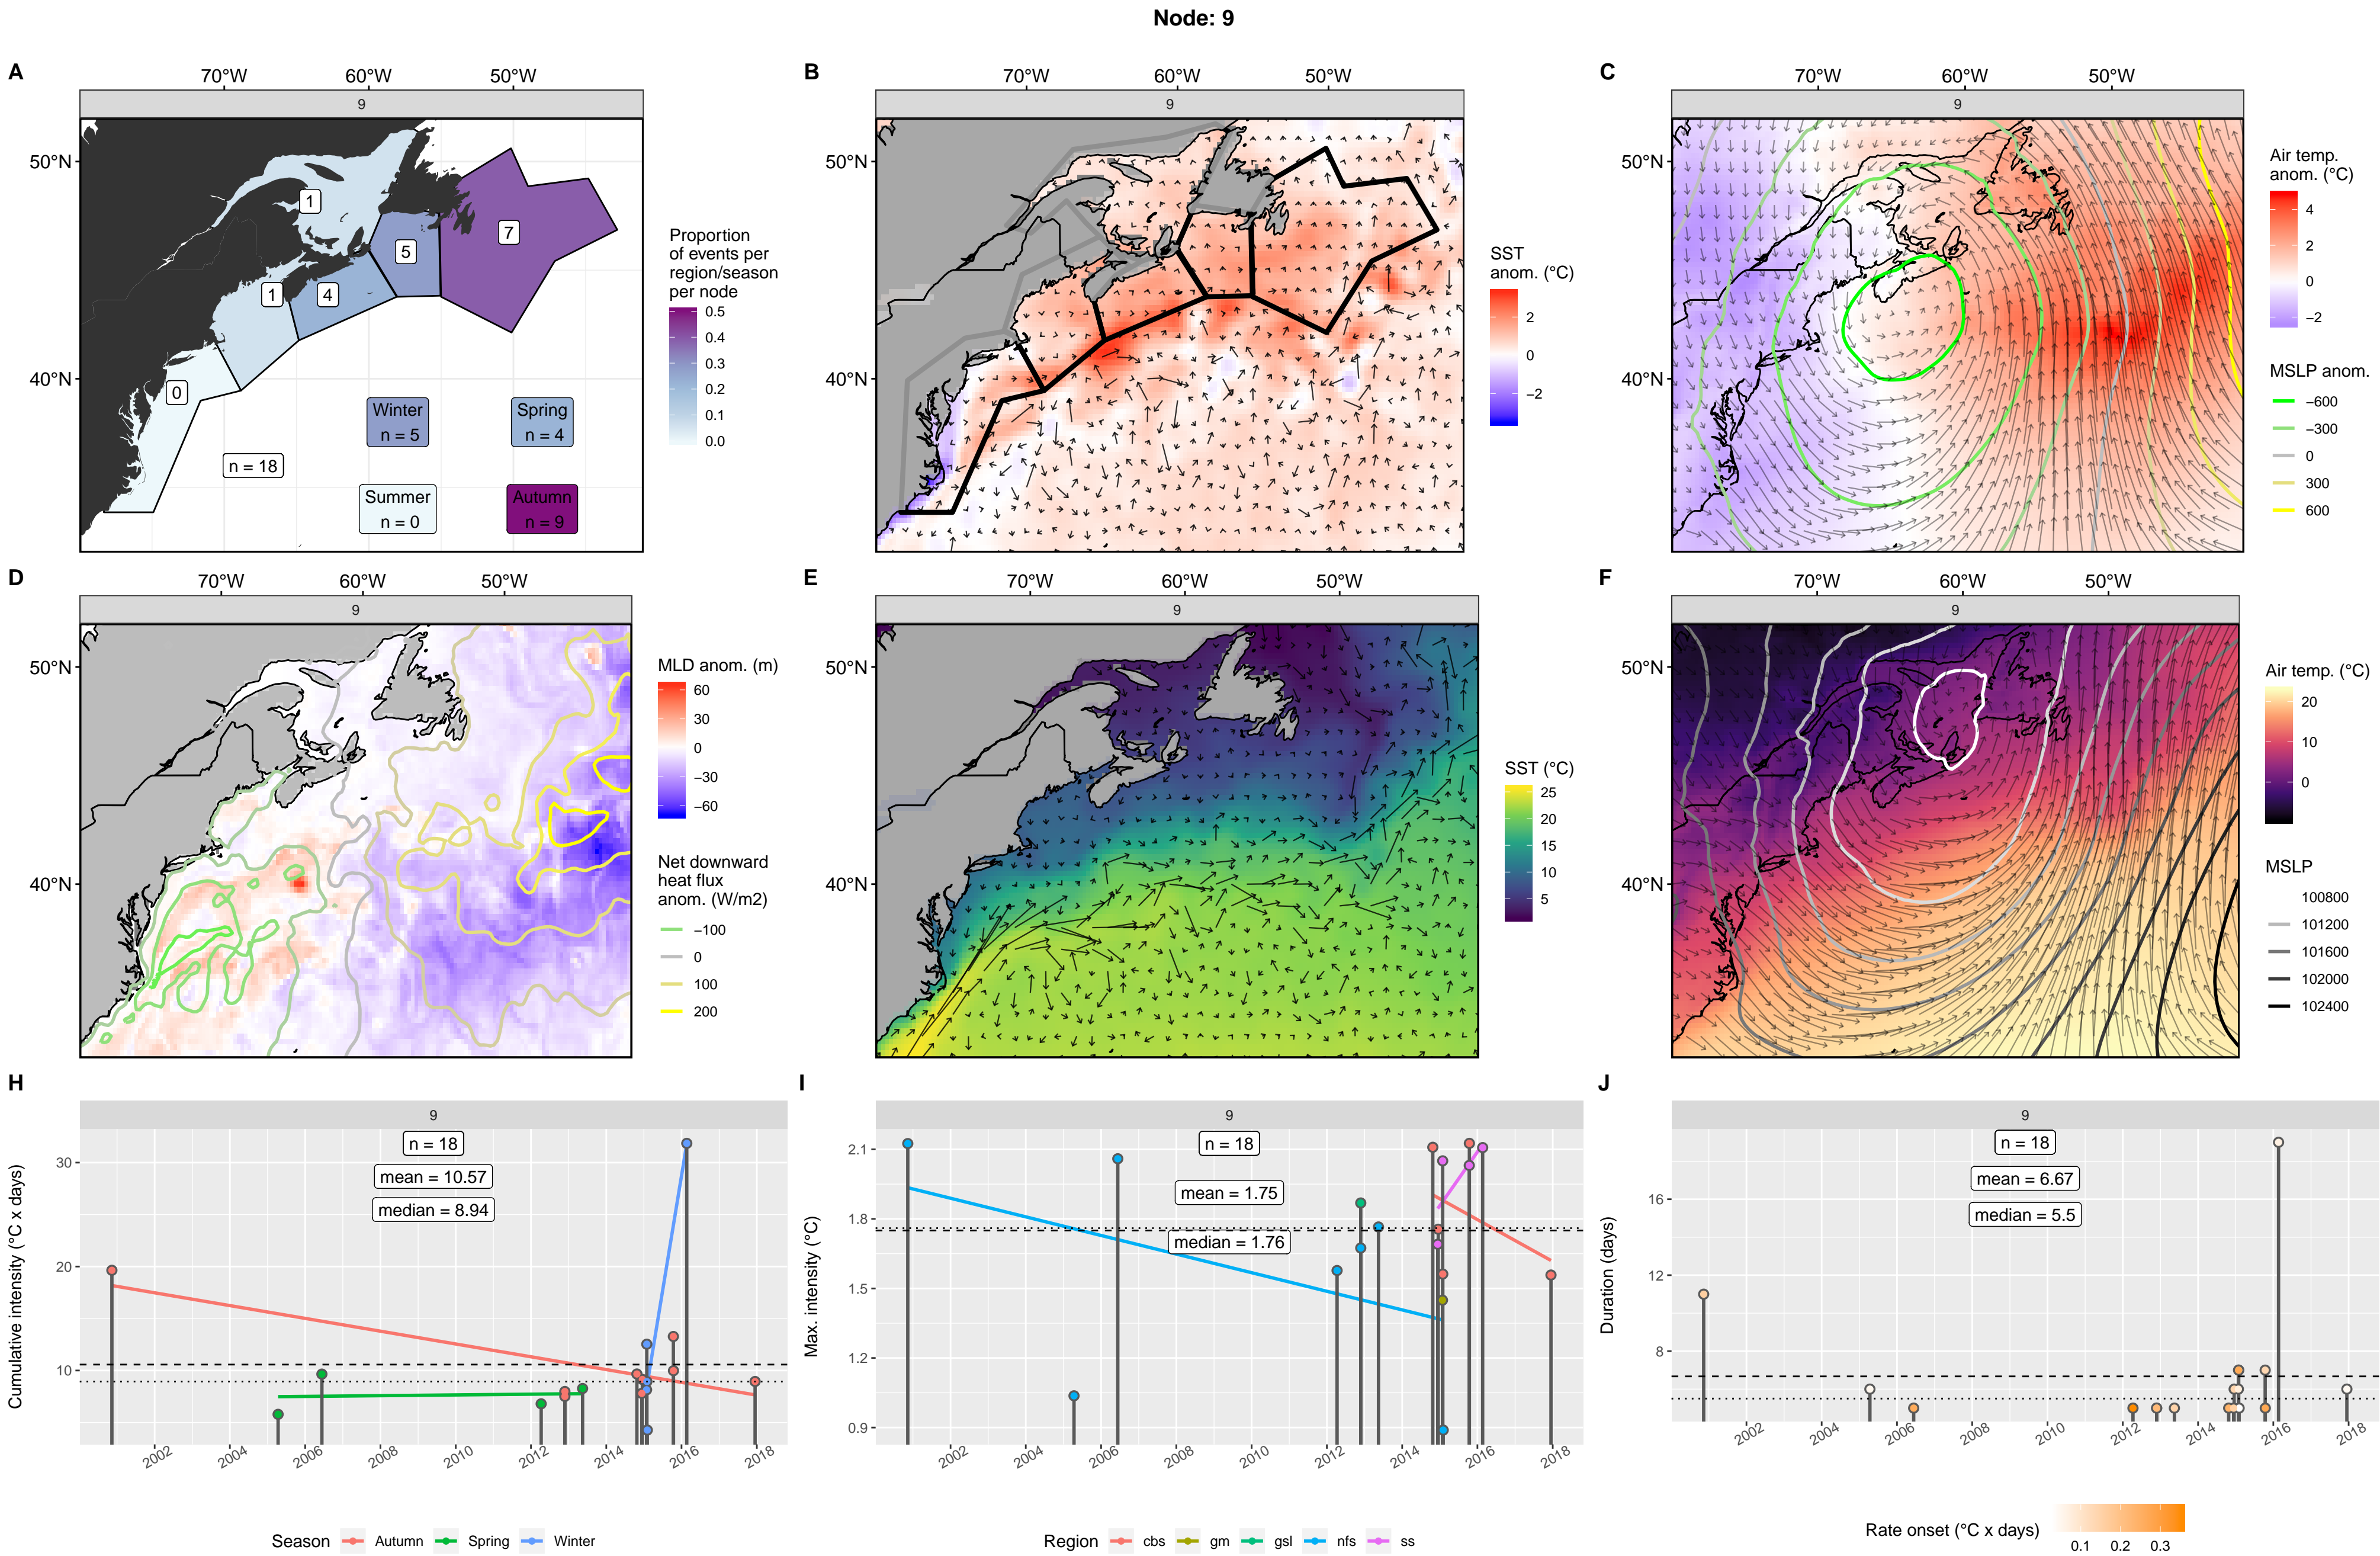 Node: 9
A
70°W 60°W 50°W
9
50°N
40°N
1
5
7
1
4
0
n = 18
Winter
n = 5
Spring
n = 4
Summer
n = 0
Autumn
n = 9
Proportion
of events per
region/season
per node
0.5
0.4
0.3
0.2
0.1
0.0
B
70°W 60°W 50°W
9
50°N
40°N
SST
anom. (°C)
2
0
−2
C
70°W 60°W 50°W
9
50°N
40°N
Air temp.
anom. (°C)
4
2
0
−2
MSLP anom.
−600
−300
0
300
600
D
70°W 60°W 50°W
9
50°N
40°N
MLD anom. (m)
60
30
0
−30
−60
Net downward
heat flux
anom. (W/m2)
−100
0
100
200
E
70°W 60°W 50°W
9
50°N
40°N
SST (°C)
25
20
15
10
5
F
70°W 60°W 50°W
9
50°N
40°N
Air temp. (°C)
20
10
0
MSLP
100800
101200
101600
102000
102400
H
9
Cumulative intensity (°C x days)
30
20
10
n = 18
mean = 10.57
median = 8.94
2002 2004 2006 2008 2010 2012 2014 2016 2018
Season Autumn Spring Winter
I
9
Max. intensity (°C)
2.1
1.8
1.5
1.2
0.9
n = 18
mean = 1.75
median = 1.76
2002 2004 2006 2008 2010 2012 2014 2016 2018
Region cbs gm gsl nfs ss
J
9
Duration (days)
16
12
8
n = 18
mean = 6.67
median = 5.5
2002 2004 2006 2008 2010 2012 2014 2016 2018
Rate onset (°C x days)
0.1 0.2 0.3